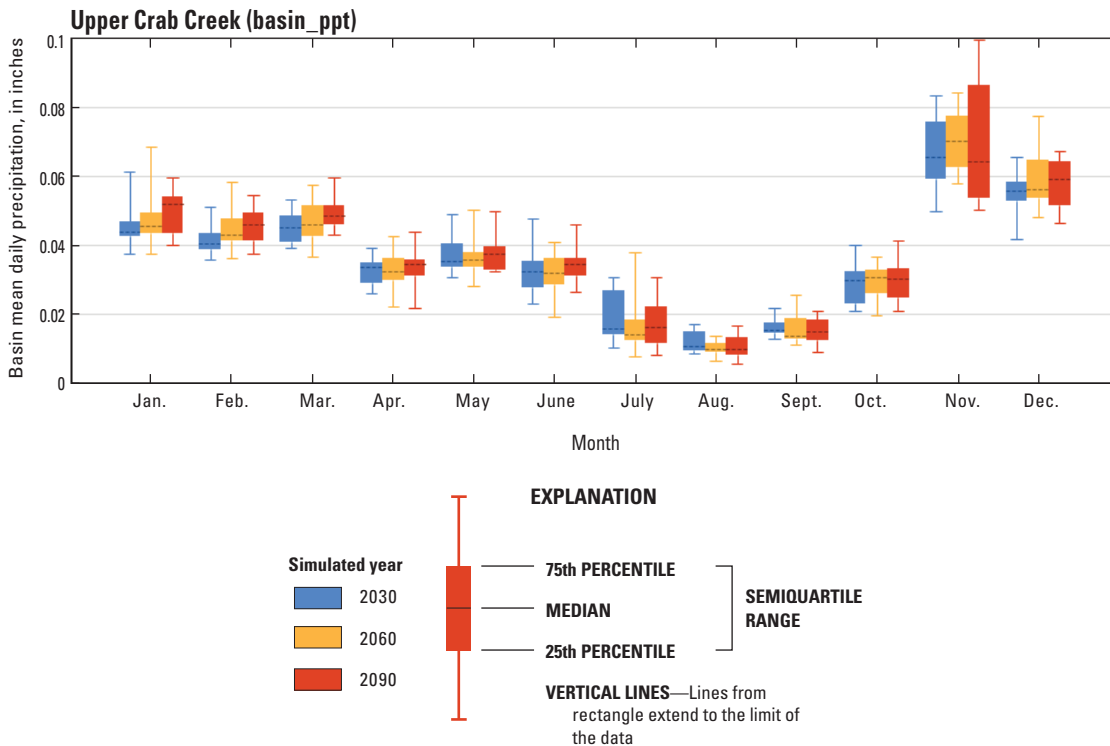 Upper Crab Creek (basin_ppt)
Basin mean daily precipitation, in inches
0.1
0.08
0.06
0.04
0.02
0
Jan.
Feb.
Mar.
Apr.
May
June
July
Aug.
Sept.
Oct.
Nov.
Dec.
Month
EXPLANATION
Simulated year
2030
2060
2090
75th PERCENTILE
MEDIAN
25th PERCENTILE
SEMIQUARTILE
RANGE
VERTICAL LINES—Lines from
rectangle extend to the limit of
the data